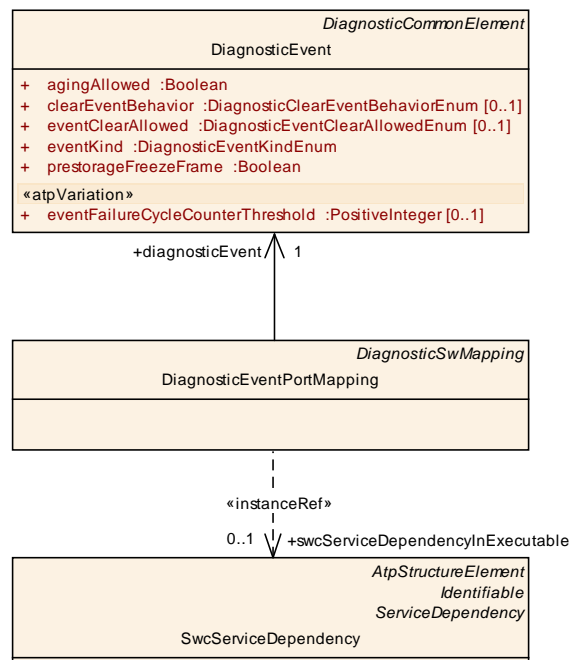 DiagnosticCommonElement
DiagnosticEvent
+ agingAllowed :Boolean
+ clearEventBehavior :DiagnosticClearEventBehaviorEnum [0..1]
+ eventClearAllowed :DiagnosticEventClearAllowedEnum [0..1]
+ eventKind :DiagnosticEventKindEnum
+ prestorageFreezeFrame :Boolean
«atpVariation»
+ eventFailureCycleCounterThreshold :PositiveInteger [0..1]
+diagnosticEvent 1
DiagnosticSwMapping
DiagnosticEventPortMapping
«instanceRef»
0..1 +swcServiceDependencyInExecutable
AtpStructureElement
Identifiable
ServiceDependency
SwcServiceDependency